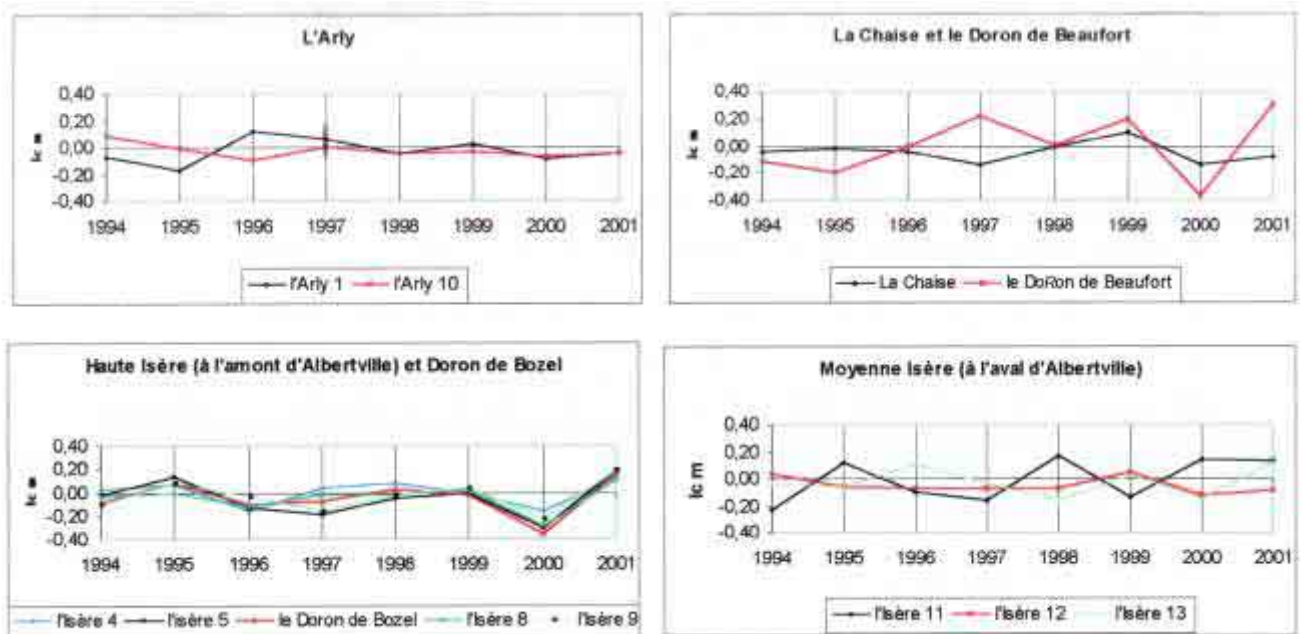 L'Arly
0,40
0,20
0,00
-0,20
-0,40
Ic m
1994 1995 1996 1997 1998 1999 2000 2001
l'Arly 1 l'Arly 10
La Chaise et le Doron de Beaufort
0,40
0,20
0,00
-0,20
-0,40
Ic m
1994 1995 1996 1997 1998 1999 2000 2001
La Chaise le DoRon de Beaufort
Haute Isère (à l'amont d'Albertville) et Doron de Bozel
0,40
0,20
0,00
-0,20
-0,40
Ic m
1994 1995 1996 1997 1998 1999 2000 2001
l'Isère 4 l'Isère 5 le Doron de Bozel l'Isère 8 l'Isère 9
Moyenne Isère (à l'aval d'Albertville)
0,40
0,20
0,00
-0,20
-0,40
Ic m
1994 1995 1996 1997 1998 1999 2000 2001
l'Isère 11 l'Isère 12 l'Isère 13